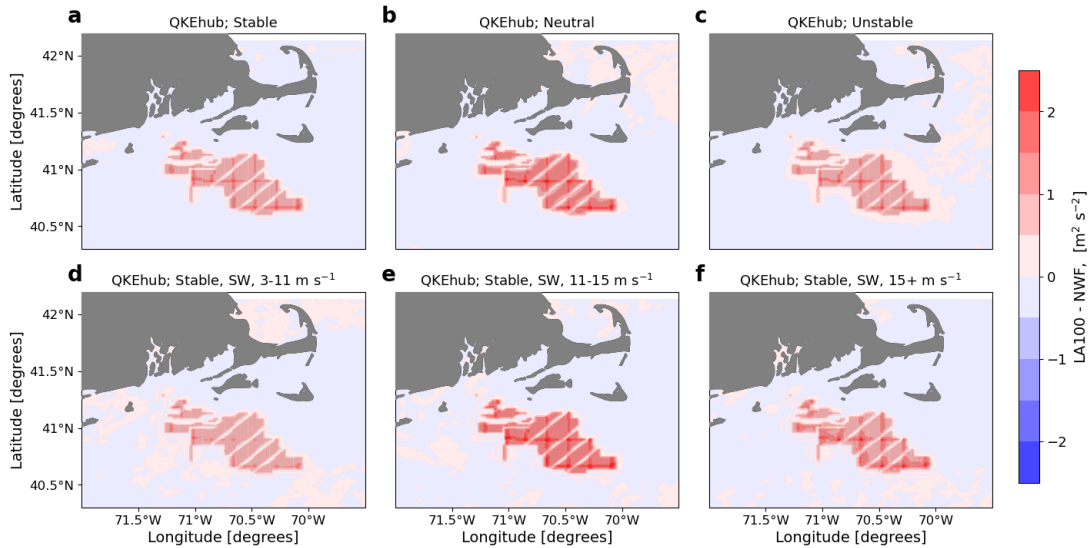 a
QKEhub; Stable
b
QKEhub; Neutral
c
QKEhub; Unstable
42°N
41.5°N
41°N
40.5°N
Latitude [degrees]
d
QKEhub; Stable, SW, 3-11 m s⁻¹
e
QKEhub; Stable, SW, 11-15 m s⁻¹
f
QKEhub; Stable, SW, 15+ m s⁻¹
42°N
41.5°N
41°N
40.5°N
Latitude [degrees]
71.5°W 71°W 70.5°W 70°W
Longitude [degrees]
71.5°W 71°W 70.5°W 70°W
Longitude [degrees]
71.5°W 71°W 70.5°W 70°W
Longitude [degrees]
2
1
0
−1
−2
LA100 - NWF, [m² s⁻²]